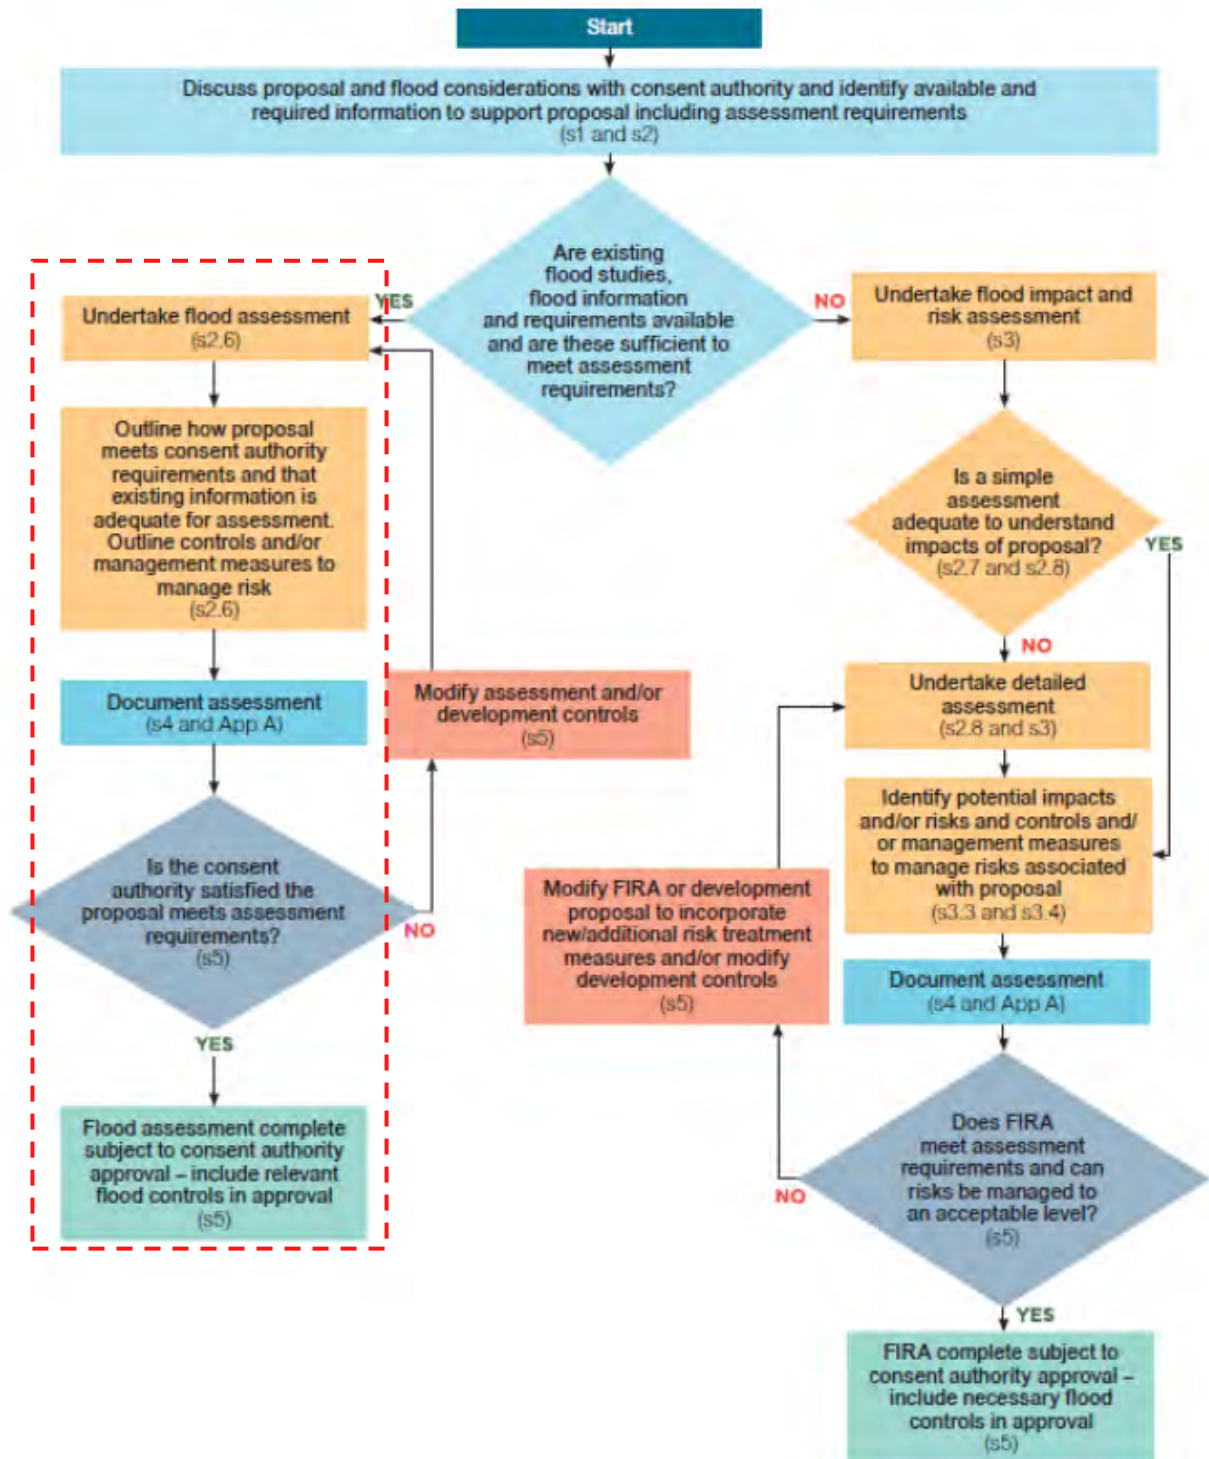 Start
Discuss proposal and flood considerations with consent authority and identify available and
required information to support proposal including assessment requirements
(s1 and s2)
Are existing
flood studies,
flood information
and requirements available
and are these sufficient to
meet assessment
requirements?
YES
NO
Undertake flood assessment
(s2.6)
Outline how proposal
meets consent authority
requirements and that
existing information is
adequate for assessment.
Outline controls and/or
management measures to
manage risk
(s2.6)
Document assessment
(s4 and App A)
Is the consent
authority satisfied the
proposal meets assessment
requirements?
(s5)
NO
Modify assessment and/or
development controls
(s5)
YES
Flood assessment complete
subject to consent authority
approval – include relevant
flood controls in approval
(s5)
Undertake flood impact and
risk assessment
(s3)
Is a simple
assessment
adequate to understand
impacts of proposal?
(s2.7 and s2.8)
YES
NO
Undertake detailed
assessment
(s2.8 and s3)
Identify potential impacts
and/or risks and controls and/
or management measures
to manage risks associated
with proposal
(s3.3 and s3.4)
Document assessment
(s4 and App A)
Does FIRA
meet assessment
requirements and can
risks be managed to
an acceptable level?
(s5)
NO
Modify FIRA or development
proposal to incorporate
new/additional risk treatment
measures and/or modify
development controls
(s5)
YES
FIRA complete subject to
consent authority approval –
include necessary flood
controls in approval
(s5)